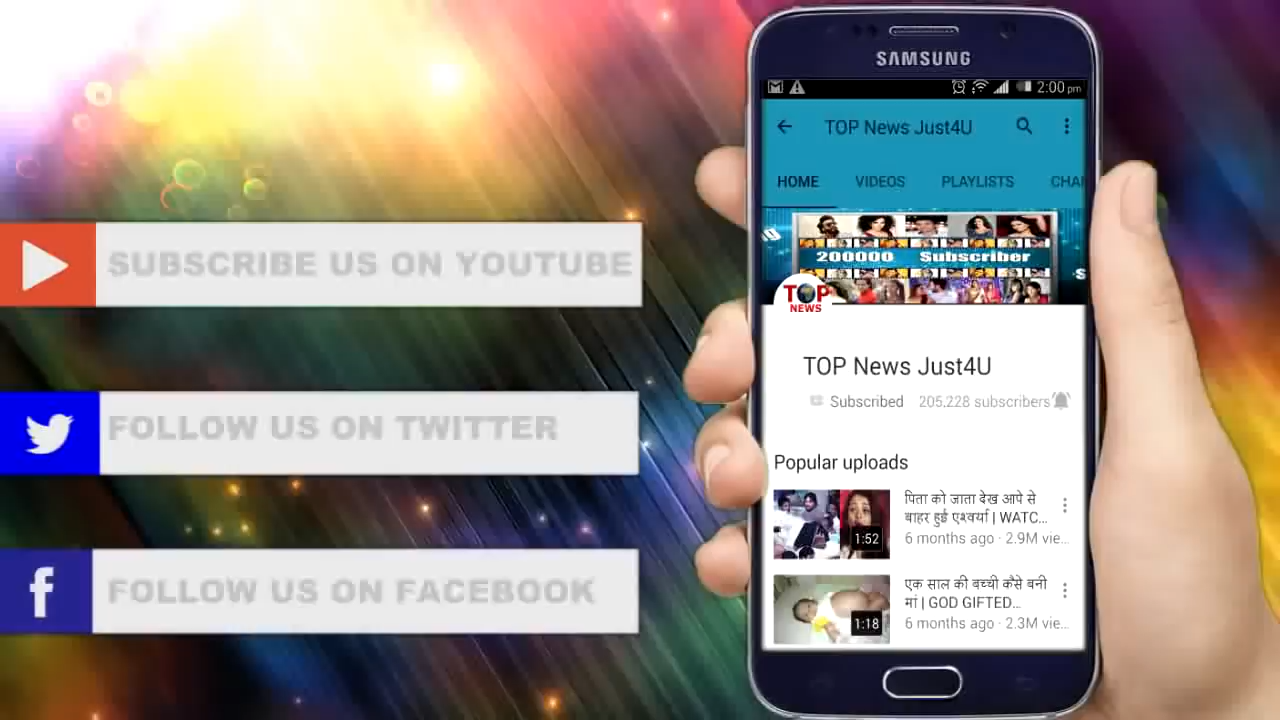 SUBSCRIBE US ON YOUTUBE
FOLLOW US ON TWITTER
f
FOLLOW US ON FACEBOOK
SAMSUNG
2:00 pm
TOP News Just4U
HOME VIDEOS PLAYLISTS CHA
200000 Subscriber
TOP
NEWS
TOP News Just4U
Subscribed 205,228 subscribers
Popular uploads
पिता को जाता देख आपे से
बाहर हुई एश्वर्या | WATC...
6 months ago · 2.9M vie...
1:52
एक साल की बच्ची कैसे बनी
मां | GOD GIFTED...
6 months ago · 2.3M vie...
1:18